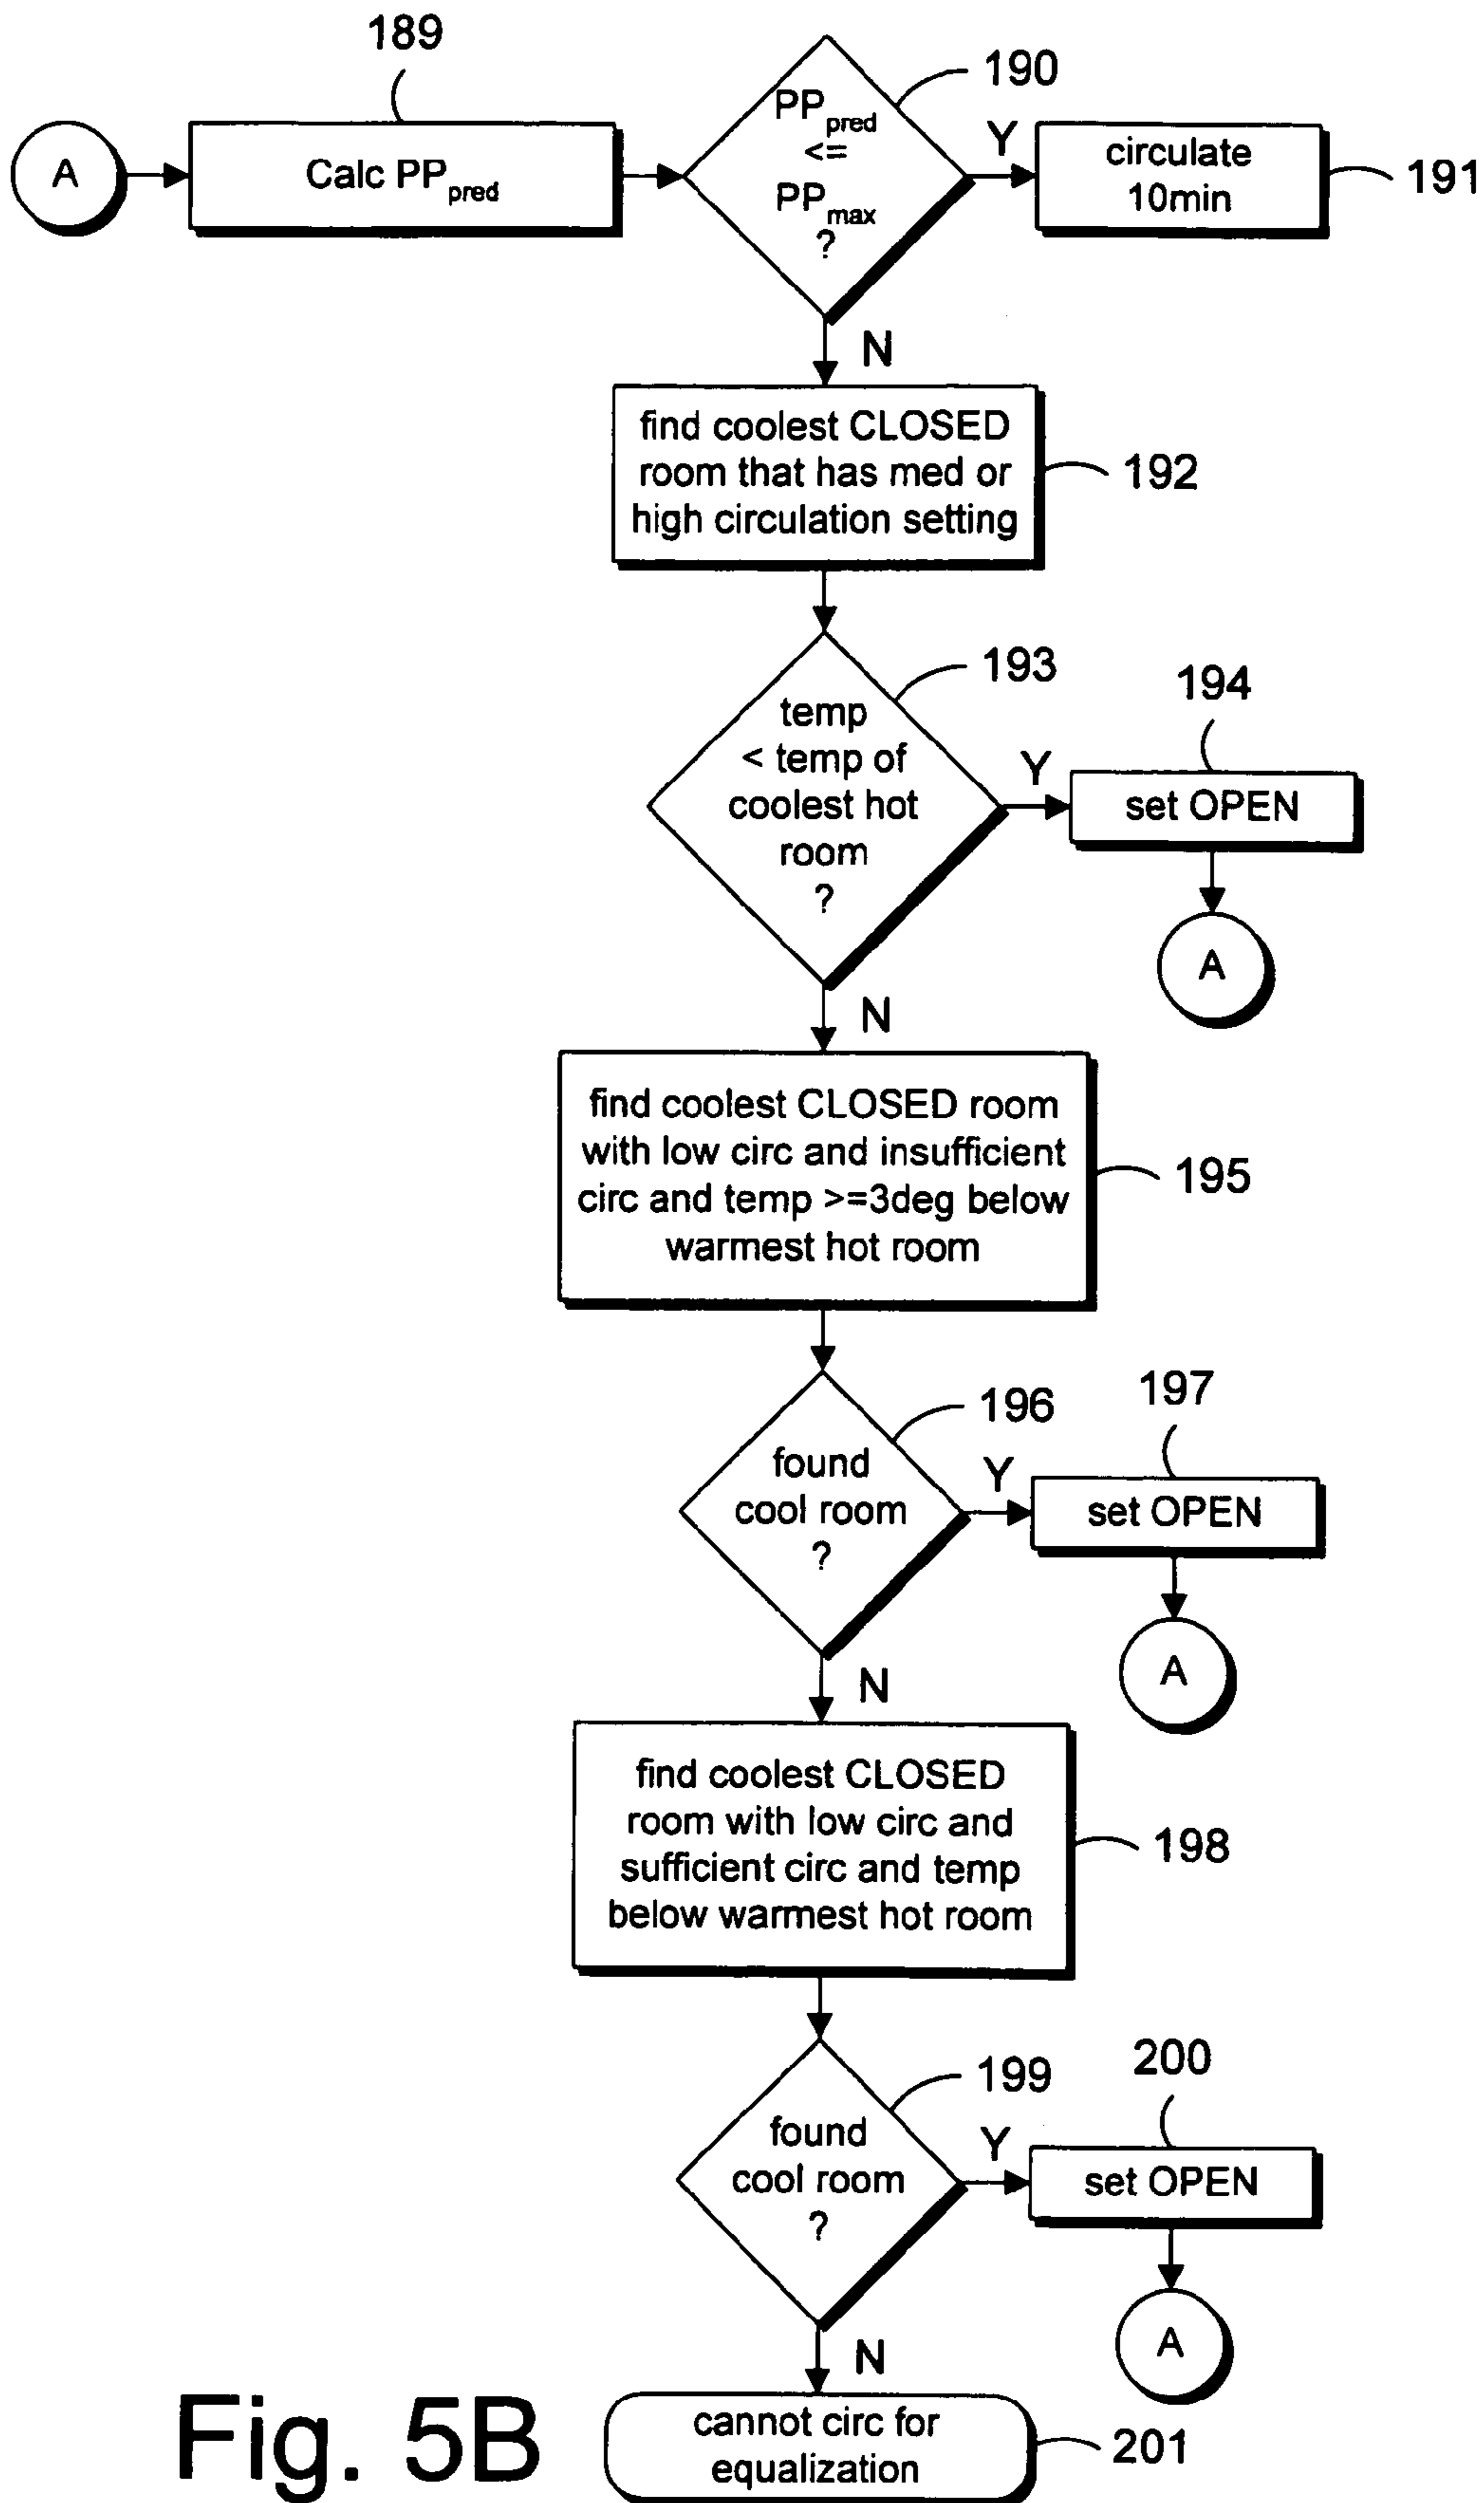 189
190
A
Calc PPpred
PPpred
<=
PPmax
?
Y
circulate
10min
191
N
find coolest CLOSED
room that has med or
high circulation setting
192
193
temp
< temp of
coolest hot
room
?
Y
194
set OPEN
A
N
find coolest CLOSED room
with low circ and insufficient
circ and temp >=3deg below
warmest hot room
195
196
found
cool room
?
Y
197
set OPEN
A
N
find coolest CLOSED
room with low circ and
sufficient circ and temp
below warmest hot room
198
199
found
cool room
?
Y
200
set OPEN
A
N
cannot circ for
equalization
201
Fig. 5B